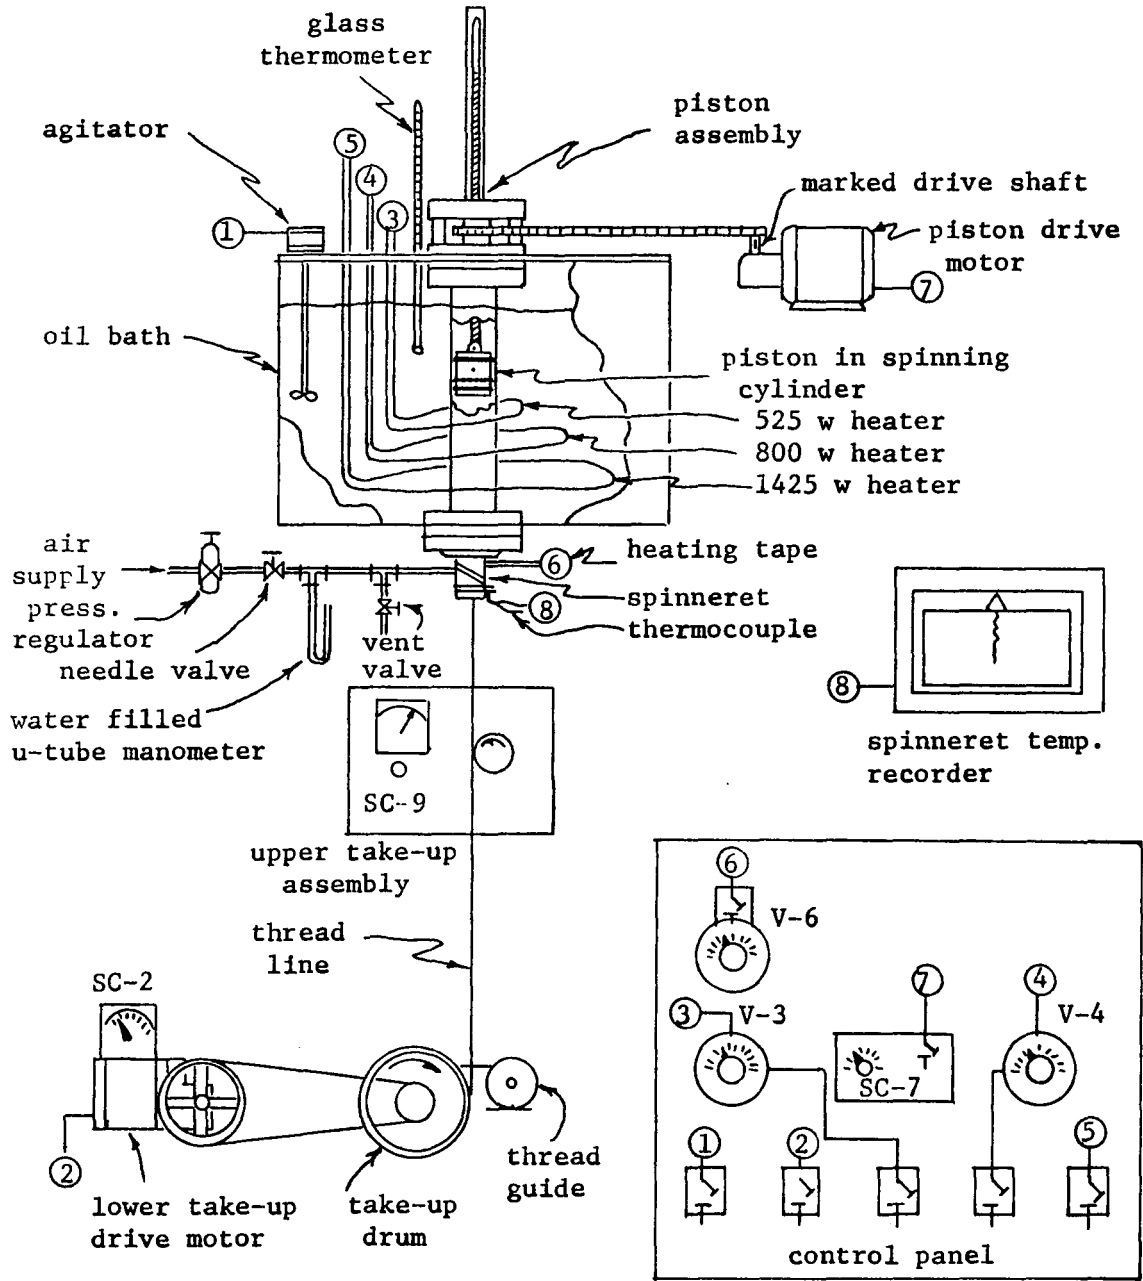 glass
thermometer
piston
assembly
agitator
5
4
marked drive shaft
3
1
piston drive
motor
7
oil bath
piston in spinning
cylinder
525 w heater
800 w heater
1425 w heater
air
supply
press.
regulator
needle valve
6
heating tape
8
spinneret
thermocouple
vent
valve
water filled
u-tube manometer
8
spinneret temp.
recorder
SC-9
upper take-up
assembly
thread
line
SC-2
2
lower take-up
drive motor
take-up
drum
thread
guide
6
V-6
3
V-3
7
4
V-4
SC-7
1
2
5
control panel